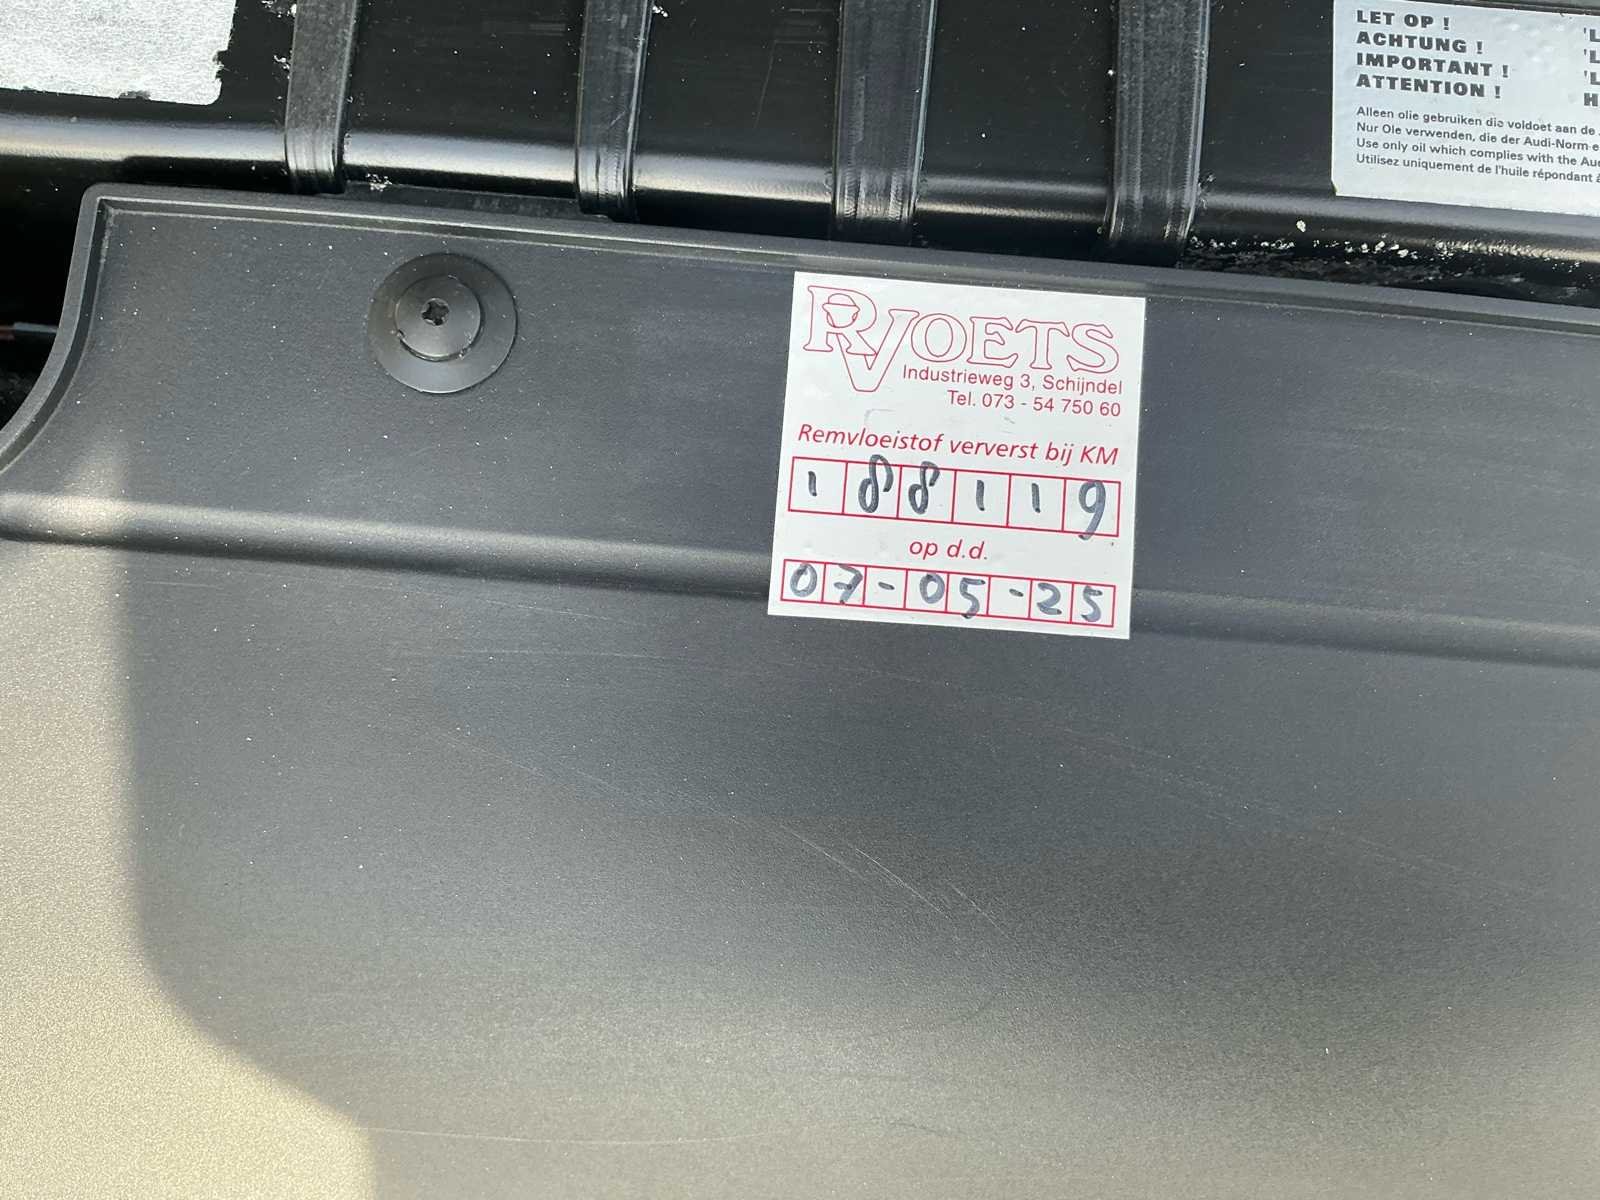 LET OP !
ACHTUNG !
IMPORTANT !
ATTENTION !
Alleen olie gebruiken die voldoet aan de
Nur Ole verwenden, die der Audi-Norm e
Use only oil which complies with the Au
Utilisez uniquement de l'huile répondant à
RVOETS
Industrieweg 3, Schijndel
Tel. 073 - 54 750 60
Remvloeistof ververst bij KM
188119
op d.d.
07-05-25